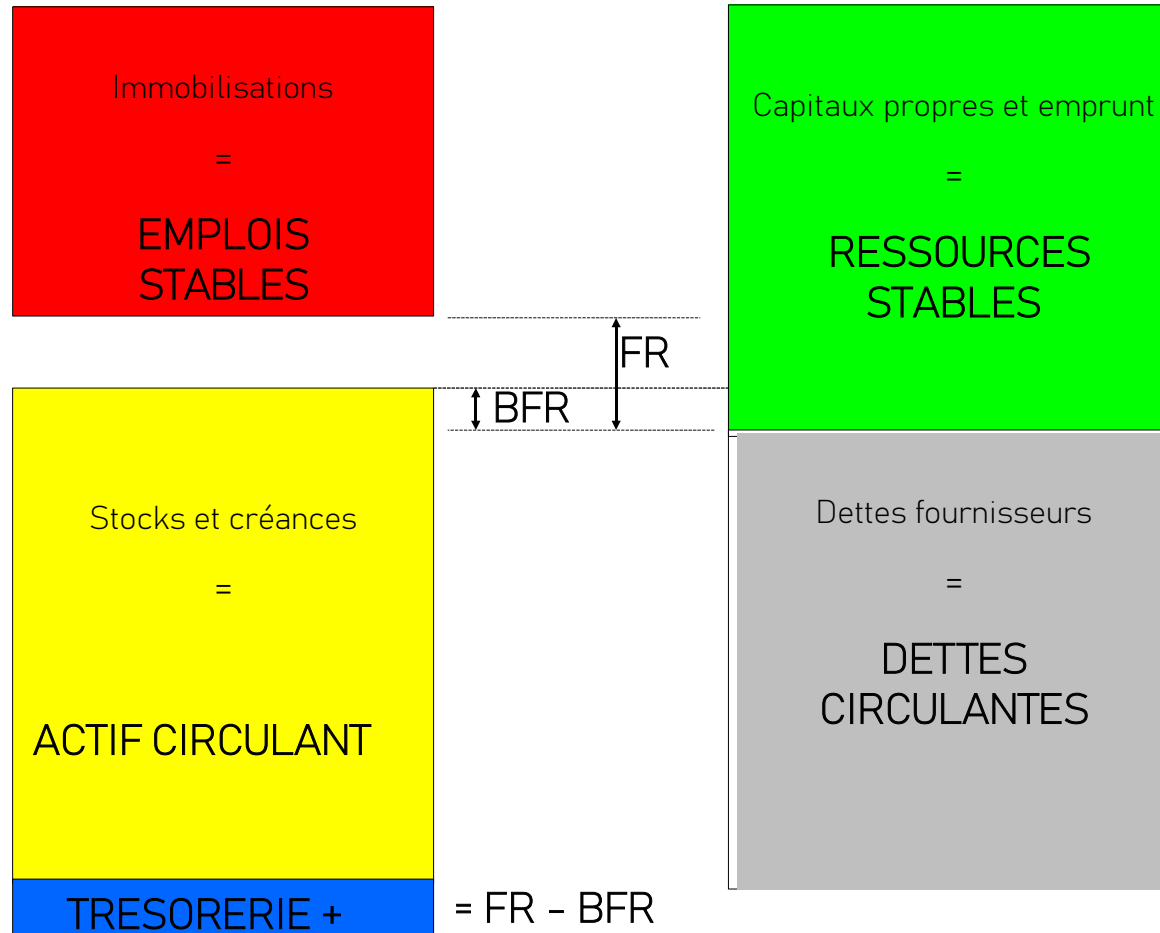 Immobilisations
=
EMPLOIS
STABLES
Capitaux propres et emprunt
=
RESSOURCES
STABLES
FR
BFR
Stocks et créances
=
ACTIF CIRCULANT
Dettes fournisseurs
=
DETTES
CIRCULANTES
TRESORERIE +
= FR – BFR